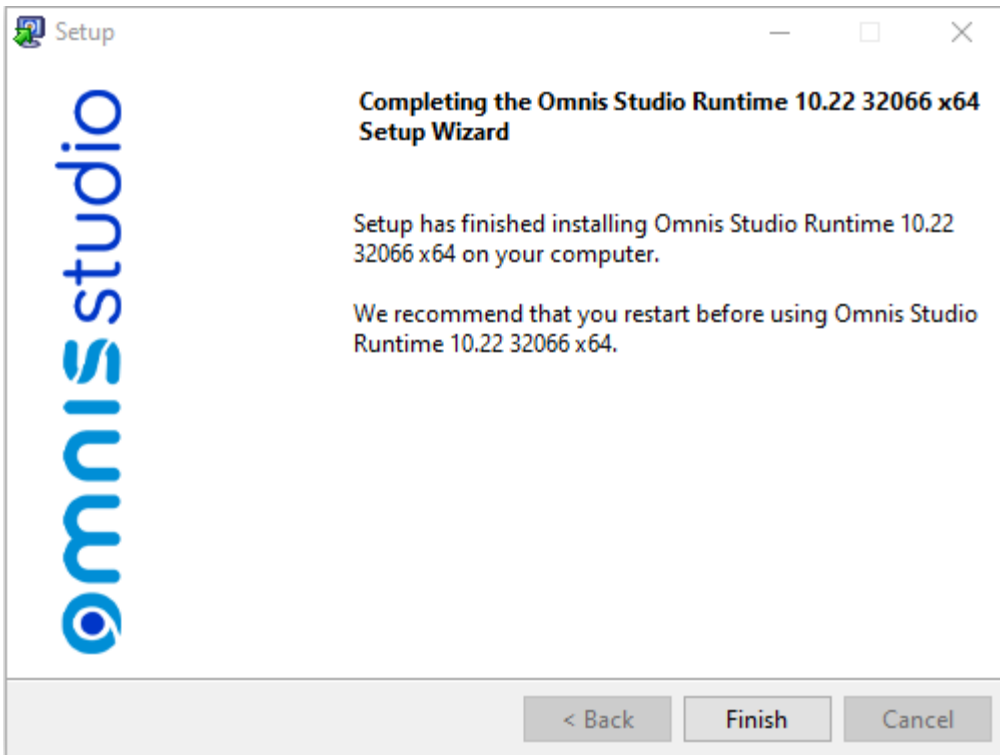 Setup
omnis studio
Completing the Omnis Studio Runtime 10.22 32066 x64
Setup Wizard
Setup has finished installing Omnis Studio Runtime 10.22
32066 x64 on your computer.
We recommend that you restart before using Omnis Studio
Runtime 10.22 32066 x64.
< Back Finish Cancel